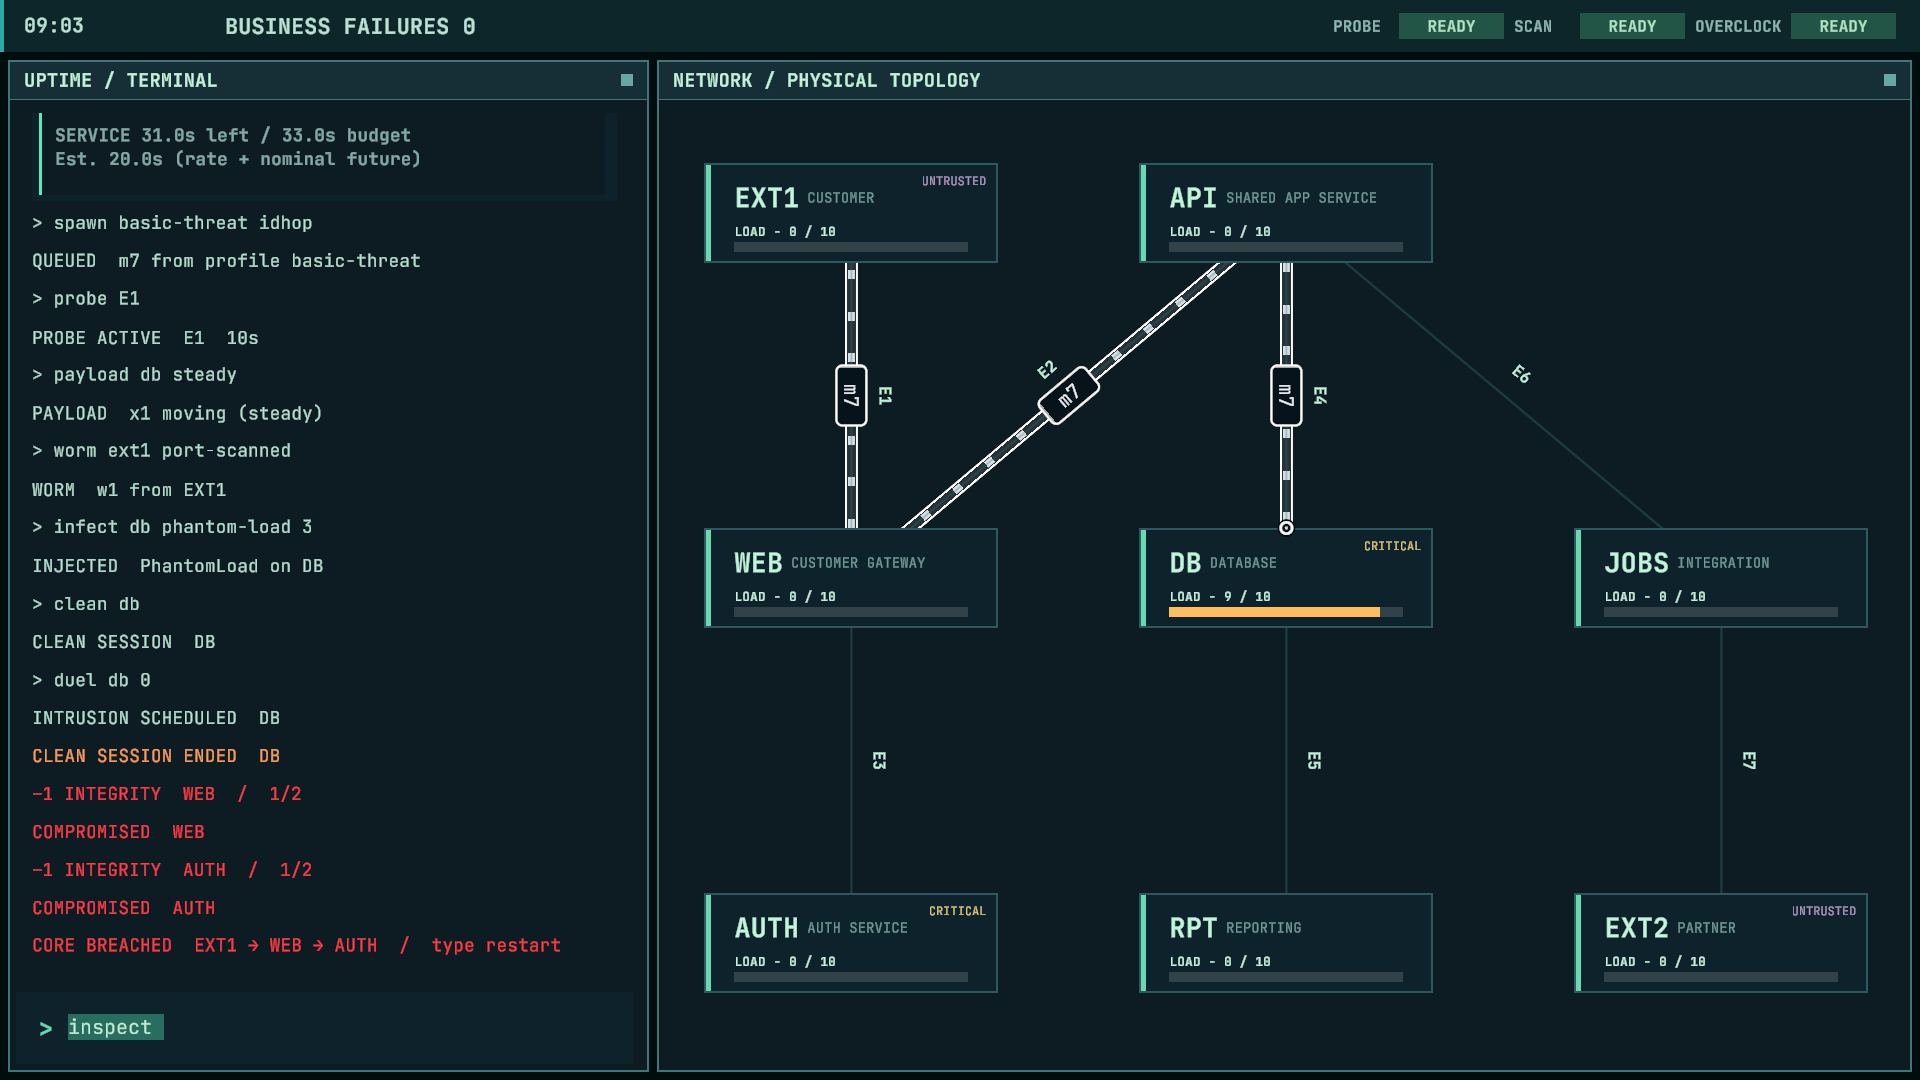 09:03
BUSINESS FAILURES 0
PROBE READY SCAN READY OVERCLOCK READY
UPTIME / TERMINAL
SERVICE 31.0s left / 33.0s budget
Est. 20.0s (rate + nominal future)
> spawn basic-threat idhop
QUEUED m7 from profile basic-threat
> probe E1
PROBE ACTIVE E1 10s
> payload db steady
PAYLOAD x1 moving (steady)
> worm ext1 port-scanned
WORM w1 from EXT1
> infect db phantom-load 3
INJECTED PhantomLoad on DB
> clean db
CLEAN SESSION DB
> duel db 0
INTRUSION SCHEDULED DB
CLEAN SESSION ENDED DB
−1 INTEGRITY WEB / 1/2
COMPROMISED WEB
−1 INTEGRITY AUTH / 1/2
COMPROMISED AUTH
CORE BREACHED EXT1 → WEB → AUTH / type restart
> inspect
NETWORK / PHYSICAL TOPOLOGY
UNTRUSTED
EXT1 CUSTOMER
LOAD - 0 / 10
API SHARED APP SERVICE
LOAD - 0 / 10
m7
E1
E2
m7
m7
E4
E6
WEB CUSTOMER GATEWAY
LOAD - 0 / 10
CRITICAL
DB DATABASE
LOAD - 9 / 10
JOBS INTEGRATION
LOAD - 0 / 10
E3
E5
E7
CRITICAL
AUTH AUTH SERVICE
LOAD - 0 / 10
RPT REPORTING
LOAD - 0 / 10
UNTRUSTED
EXT2 PARTNER
LOAD - 0 / 10